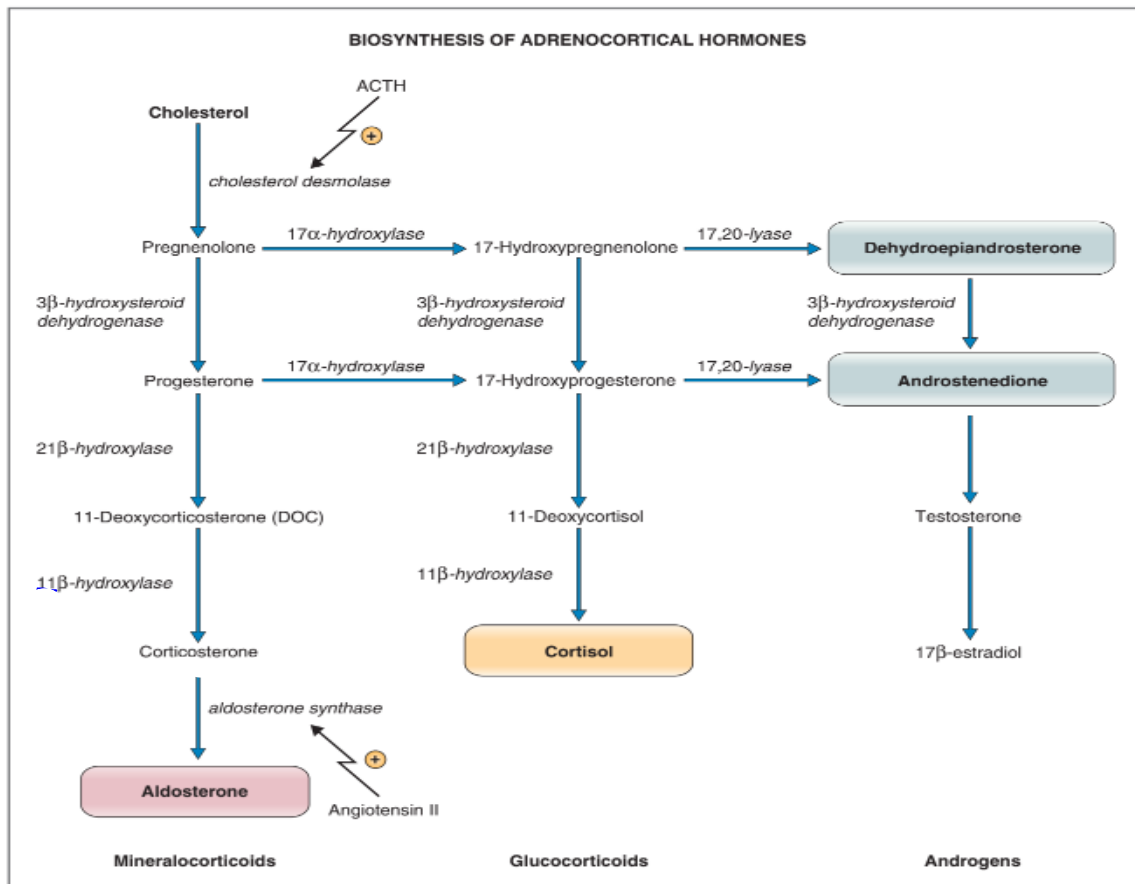 BIOSYNTHESIS OF ADRENOCORTICAL HORMONES
ACTH
Cholesterol
+
cholesterol desmolase
Pregnenolone
17α-hydroxylase
17-Hydroxypregnenolone
17,20-lyase
Dehydroepiandrosterone
3β-hydroxysteroid
dehydrogenase
3β-hydroxysteroid
dehydrogenase
3β-hydroxysteroid
dehydrogenase
Progesterone
17α-hydroxylase
17-Hydroxyprogesterone
17,20-lyase
Androstenedione
21β-hydroxylase
21β-hydroxylase
11-Deoxycorticosterone (DOC)
11-Deoxycortisol
Testosterone
11β-hydroxylase
11β-hydroxylase
Corticosterone
Cortisol
17β-estradiol
aldosterone synthase
+
Aldosterone
Angiotensin II
Mineralocorticoids
Glucocorticoids
Androgens